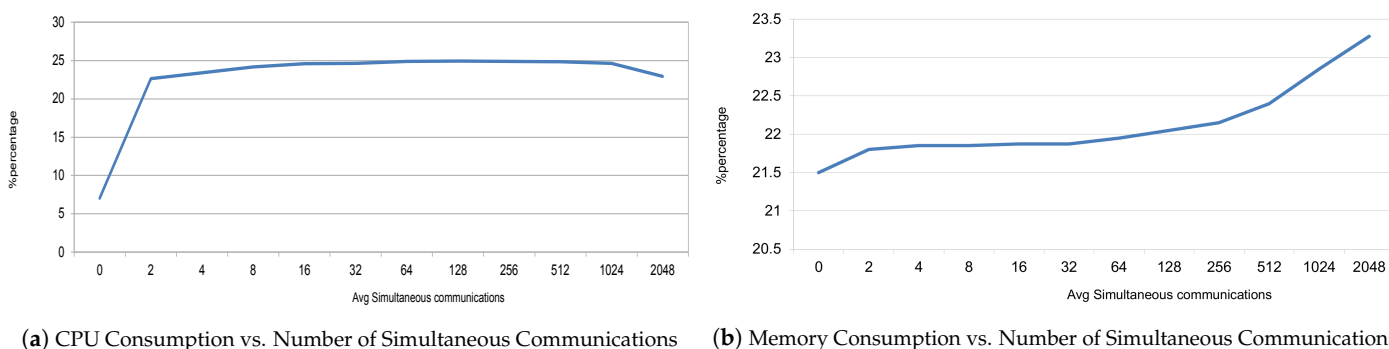 30
25
20
15
10
5
0
%percentage
0 2 4 8 16 32 64 128 256 512 1024 2048
Avg Simultaneous communications
(a) CPU Consumption vs. Number of Simultaneous Communications
23.5
23
22.5
22
21.5
21
20.5
%percentage
0 2 4 8 16 32 64 128 256 512 1024 2048
Avg Simultaneous communications
(b) Memory Consumption vs. Number of Simultaneous Communication